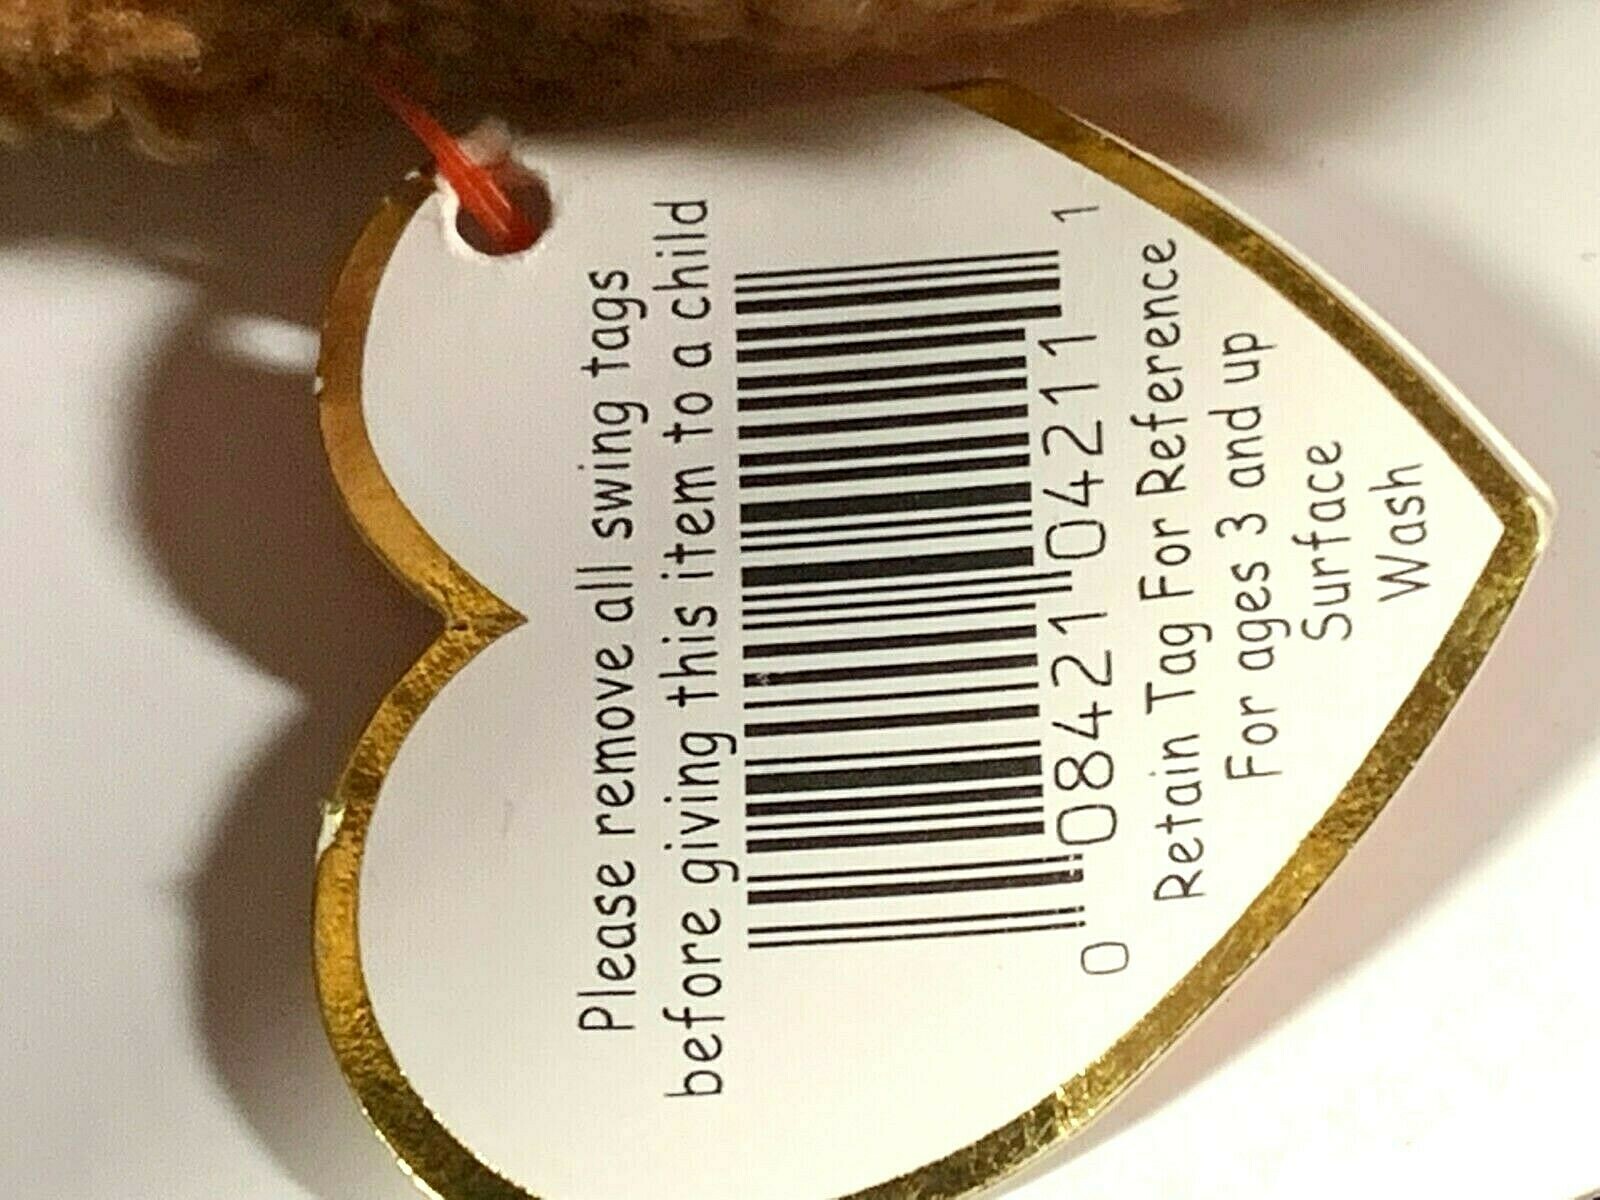 Please remove all swing tags
before giving this item to a child
0 08421 04211 1
Retain Tag For Reference
For ages 3 and up
Surface
Wash